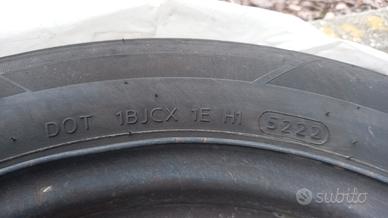 DOT 1BJCX 1E H1 5222
subito